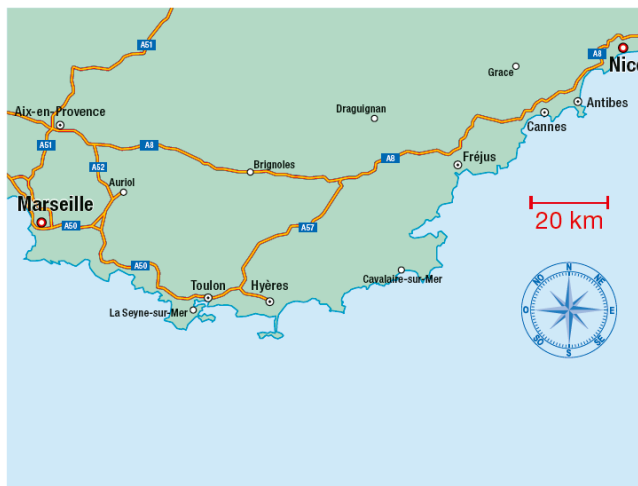 A51
A8
Nice
Grace
Aix-en-Provence
Antibes
Draguignan
Cannes
A51
A8
A52
A8
Fréjus
Brignoles
Auriol
Marseille
A50
A57
20 km
A50
Toulon
Hyères
Cavalaire-sur-Mer
La Seyne-sur-Mer
N
NO
NE
O
E
SO
SE
S